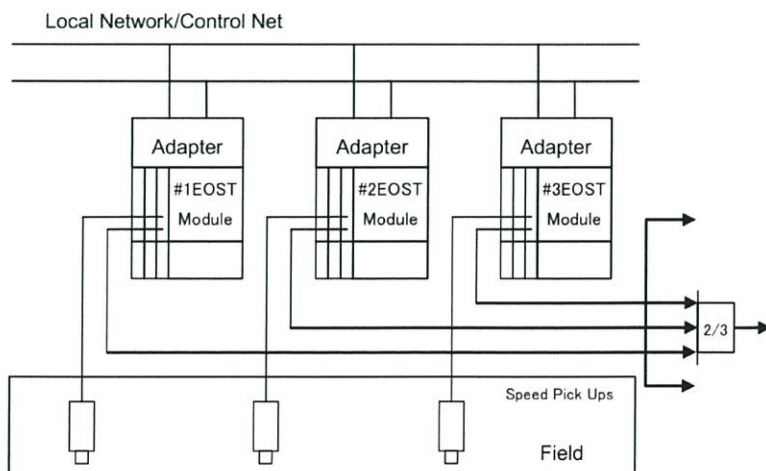 Local Network/Control Net
Adapter
Adapter
Adapter
#1EOST
Module
#2EOST
Module
#3EOST
Module
2/3
Speed Pick Ups
Field